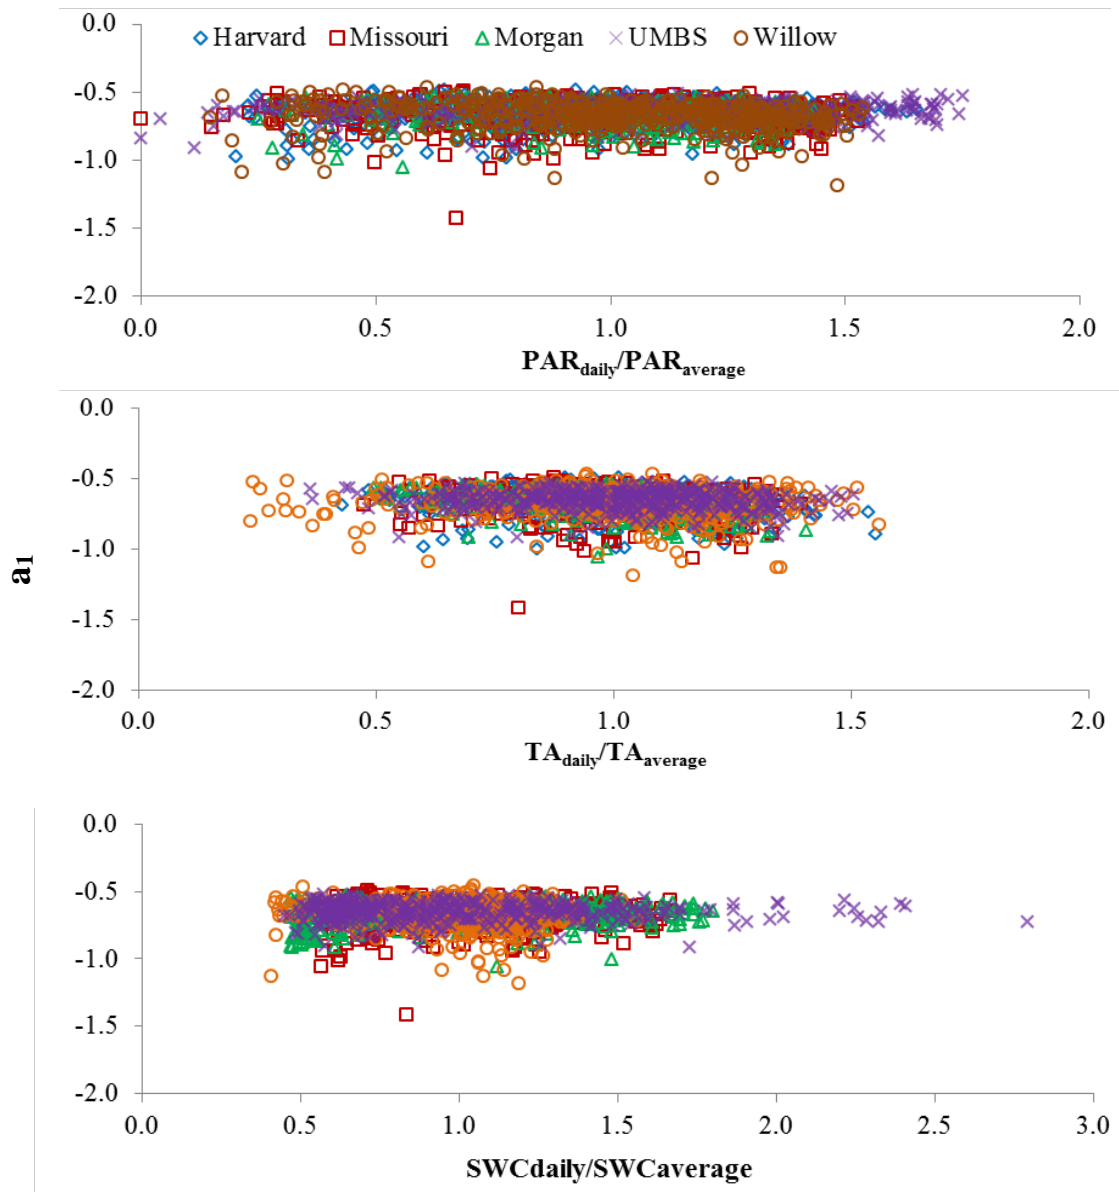 0.0
Harvard Missouri Morgan UMBS Willow
-0.5
-1.0
-1.5
-2.0
0.0 0.5 1.0 1.5 2.0
PARdaily/PARaverage
0.0
-0.5
-1.0
-1.5
-2.0
0.0 0.5 1.0 1.5 2.0
TAdaily/TAaverage
a1
0.0
-0.5
-1.0
-1.5
-2.0
0.0 0.5 1.0 1.5 2.0 2.5 3.0
SWCdaily/SWCaverage